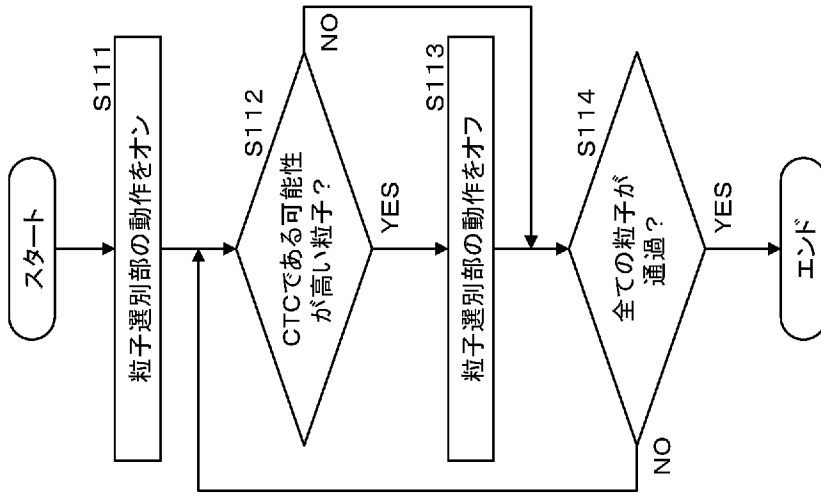 スタート
S111
粒子選別部の動作をオン
S112
CTCである可能性
が高い粒子？
NO
YES
S113
粒子選別部の動作をオフ
S114
全ての粒子が
通過？
NO
YES
エンド